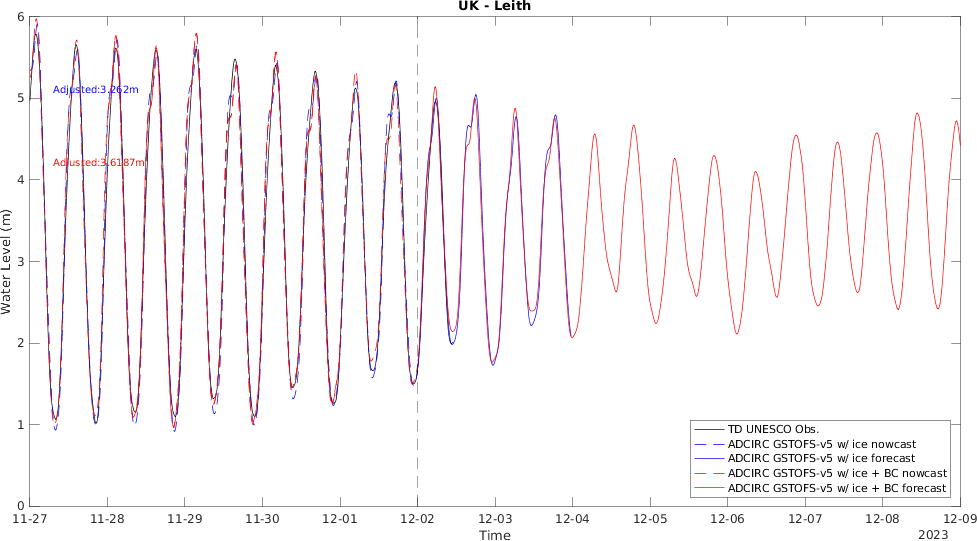 UK - Leith
6
5
4
3
2
1
0
Water Level (m)
Adjusted:3.262m
Adjusted:3.6187m
TD UNESCO Obs.
ADCIRC GSTOFS-v5 w/ ice nowcast
ADCIRC GSTOFS-v5 w/ ice forecast
ADCIRC GSTOFS-v5 w/ ice + BC nowcast
ADCIRC GSTOFS-v5 w/ ice + BC forecast
11-27 11-28 11-29 11-30 12-01 12-02 12-03 12-04 12-05 12-06 12-07 12-08 12-09
Time
2023